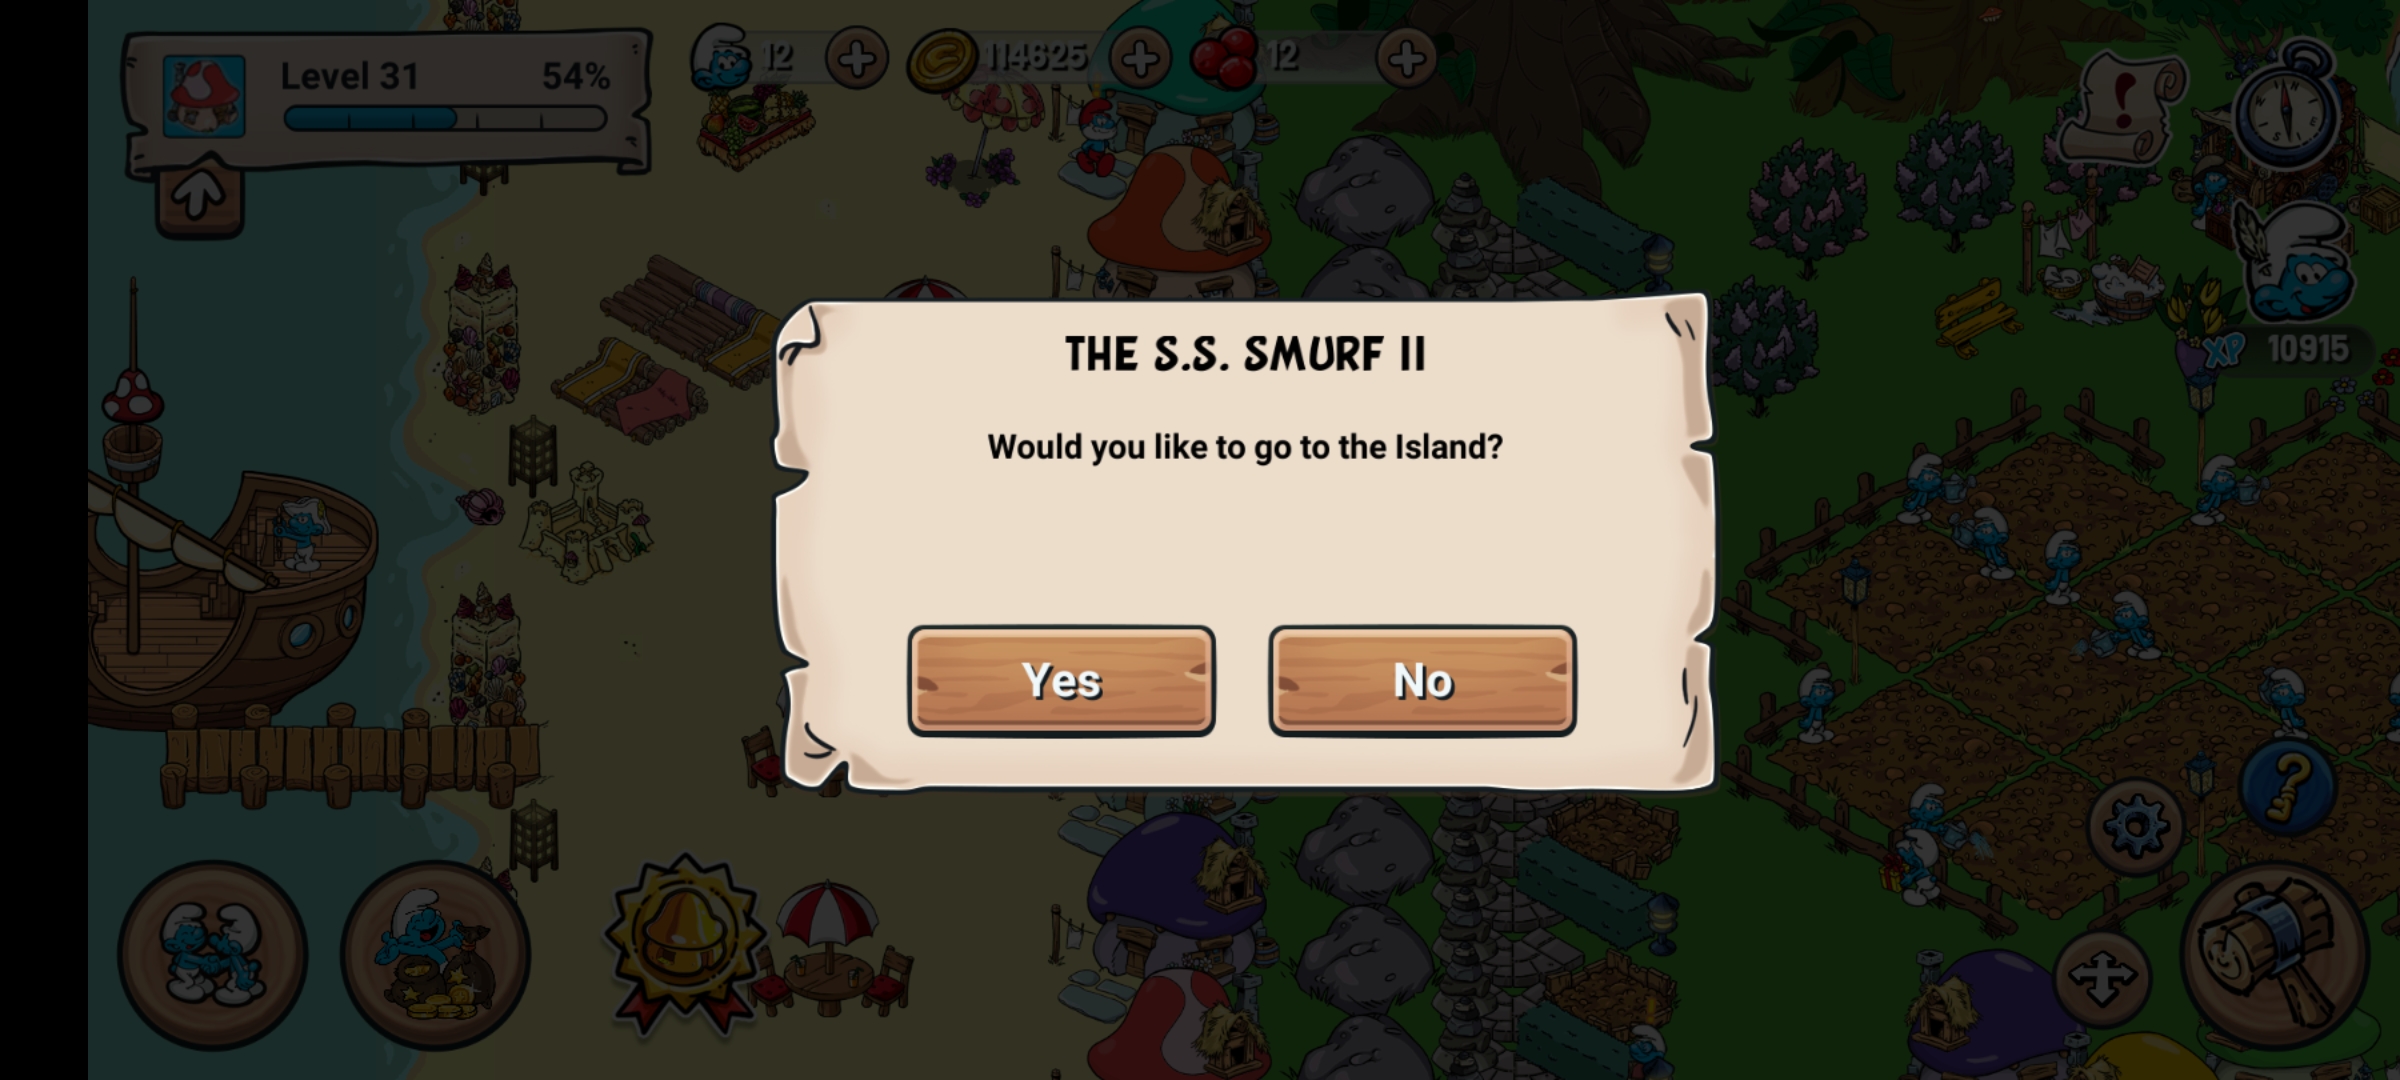 Level 31 54%
12
114625
12
XP 10915
THE S.S. SMURF II
Would you like to go to the Island?
Yes
No